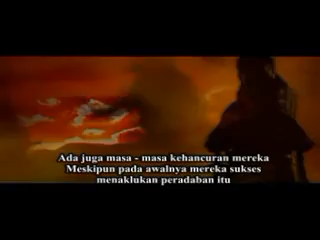 Ada juga masa - masa kehancuran mereka
Meskipun pada awalnya mereka sukses
menaklukan peradaban itu